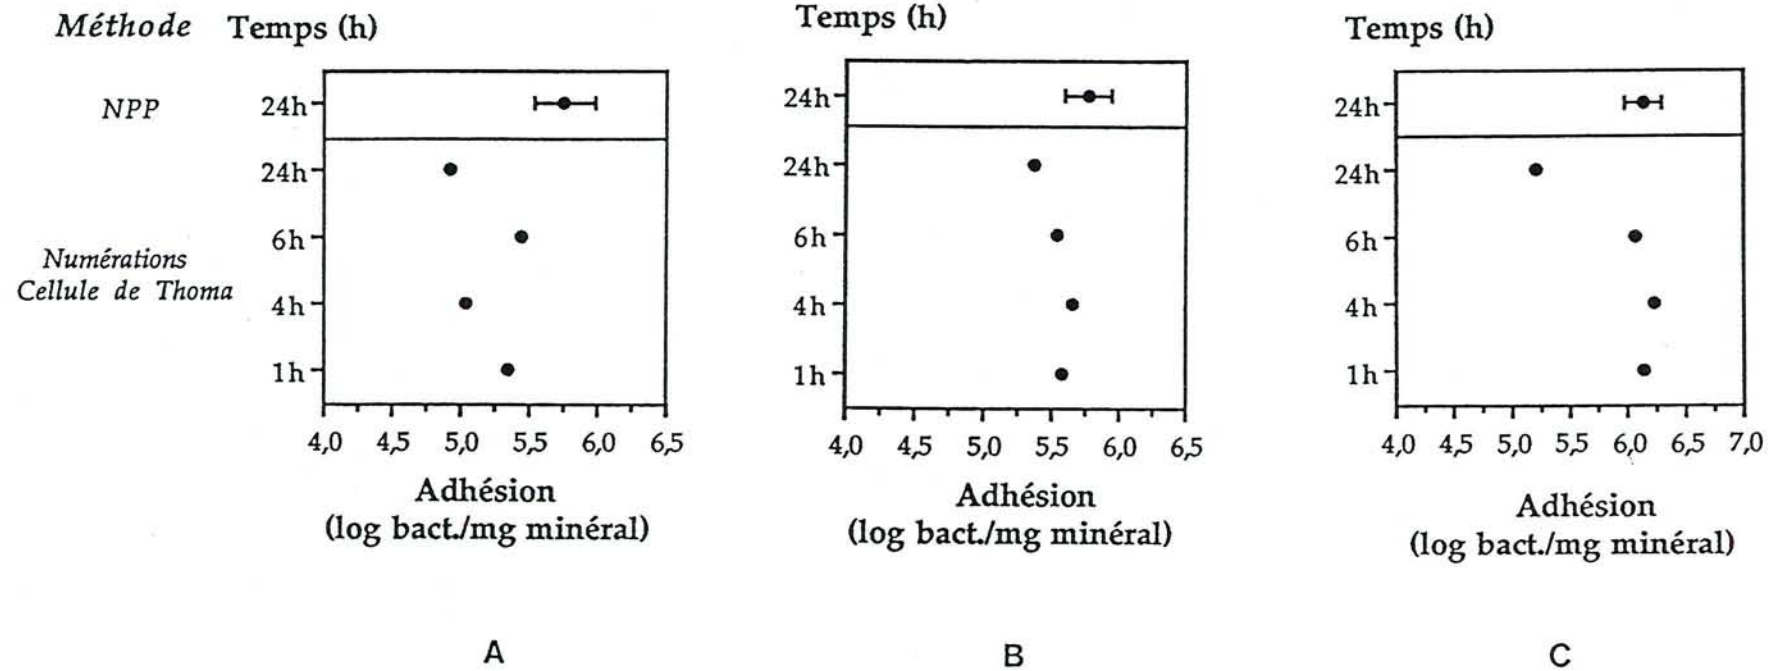 Méthode Temps (h)
NPP
24h
24h
6h
Numérations
Cellule de Thoma
4h
1h
4,0 4,5 5,0 5,5 6,0 6,5
Adhésion
(log bact./mg minéral)
A
Temps (h)
24h
24h
6h
4h
1h
4,0 4,5 5,0 5,5 6,0 6,5
Adhésion
(log bact./mg minéral)
B
Temps (h)
24h
24h
6h
4h
1h
4,0 4,5 5,0 5,5 6,0 6,5 7,0
Adhésion
(log bact./mg minéral)
C